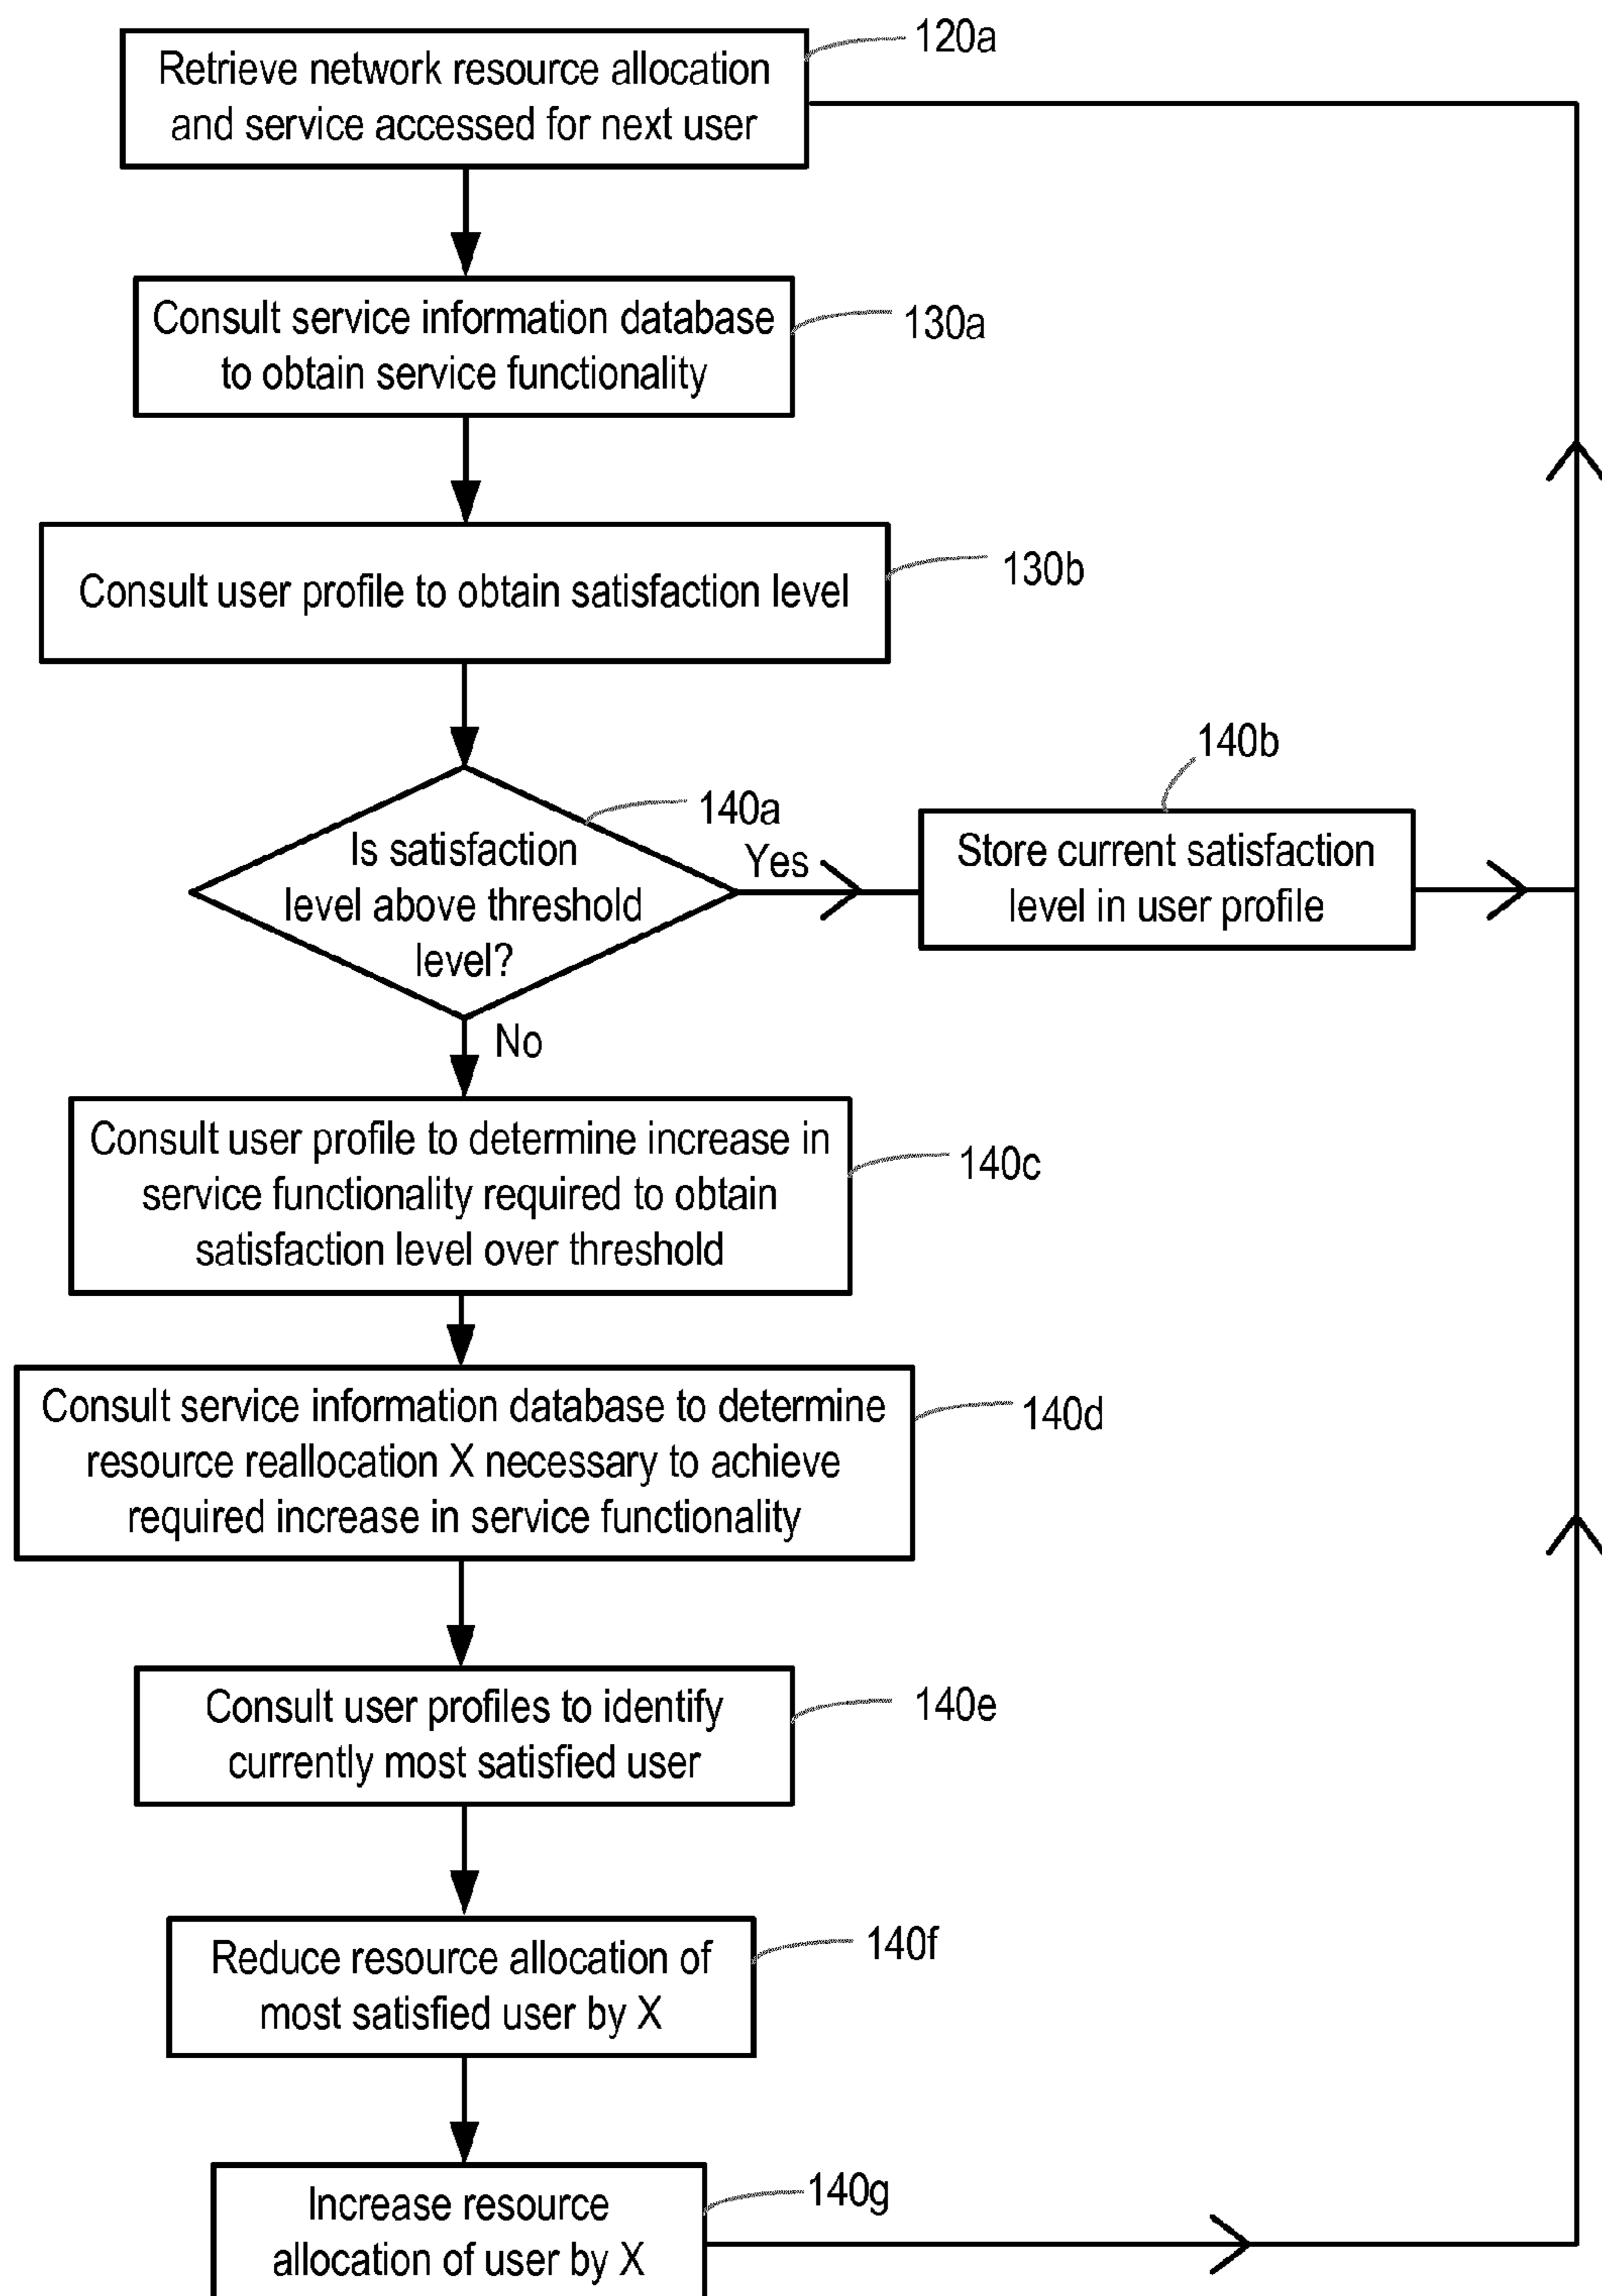 120a
Retrieve network resource allocation
and service accessed for next user
Consult service information database
to obtain service functionality
130a
Consult user profile to obtain satisfaction level
130b
140a
Is satisfaction
level above threshold
level?
Yes
140b
Store current satisfaction
level in user profile
No
Consult user profile to determine increase in
service functionality required to obtain
satisfaction level over threshold
140c
Consult service information database to determine
resource reallocation X necessary to achieve
required increase in service functionality
140d
Consult user profiles to identify
currently most satisfied user
140e
Reduce resource allocation of
most satisfied user by X
140f
Increase resource
allocation of user by X
140g